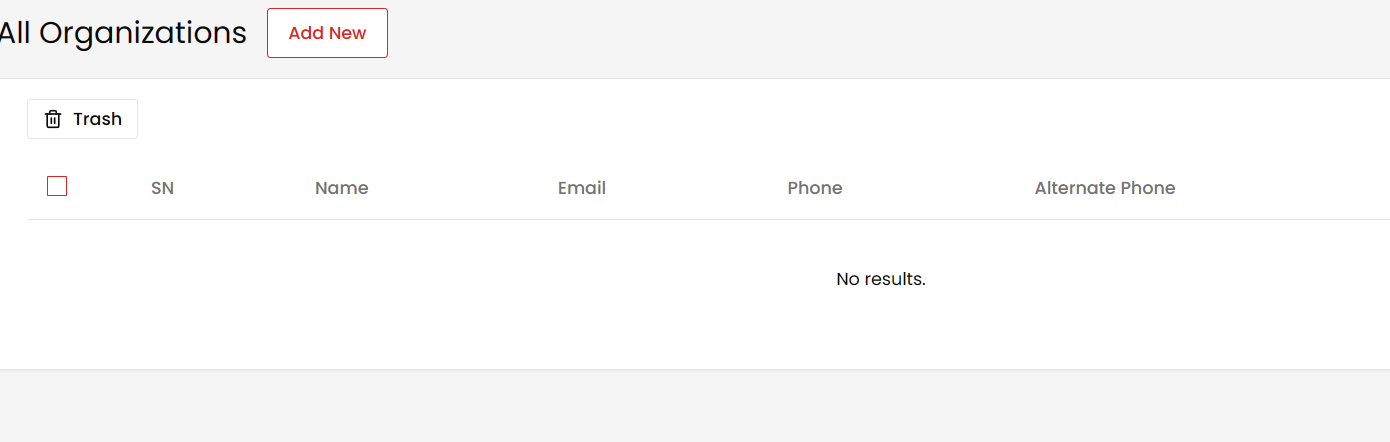 All Organizations
Add New
Trash
SN Name Email Phone Alternate Phone
No results.